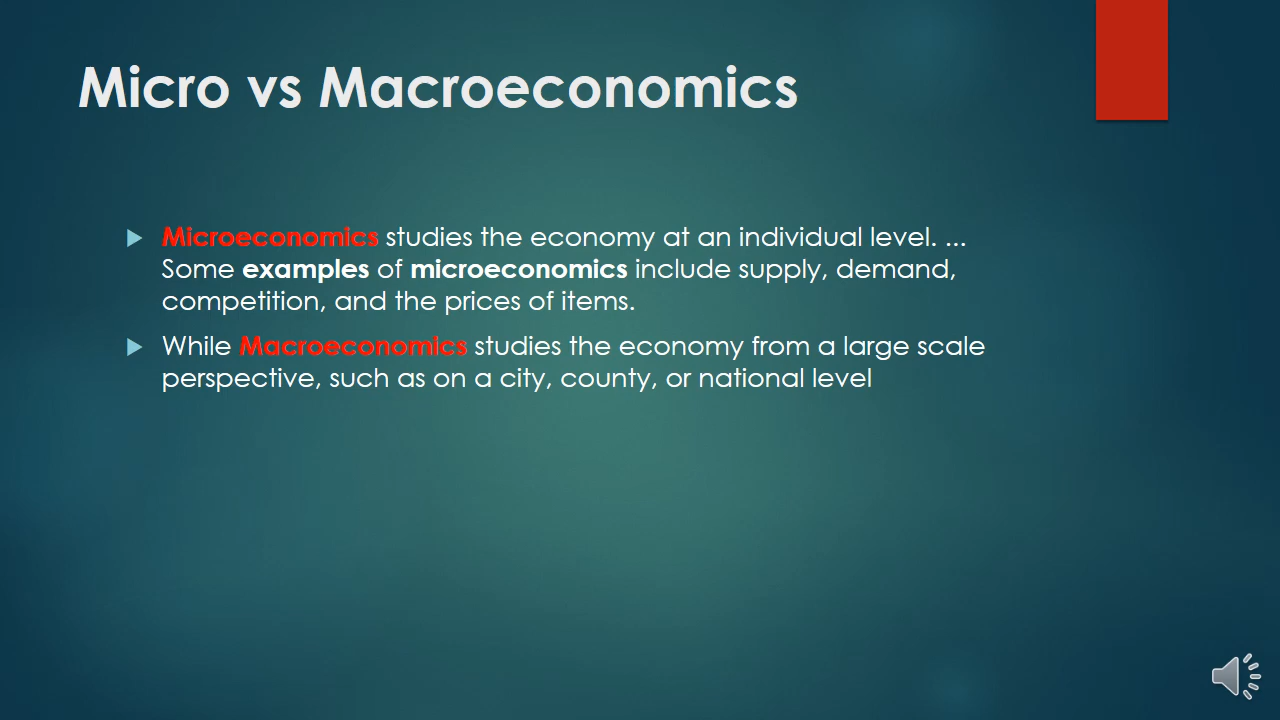 Micro vs Macroeconomics
Microeconomics studies the economy at an individual level. ...
Some examples of microeconomics include supply, demand,
competition, and the prices of items.
While Macroeconomics studies the economy from a large scale
perspective, such as on a city, county, or national level